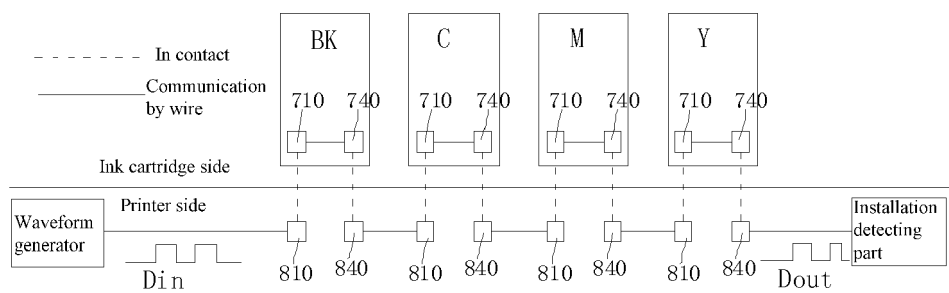 BK
C
M
Y
In contact
Communication
by wire
710
740
710
740
710
740
710
740
Ink cartridge side
Printer side
Waveform
generator
Installation
detecting
part
Din
810
840
810
840
810
840
810
840
Dout